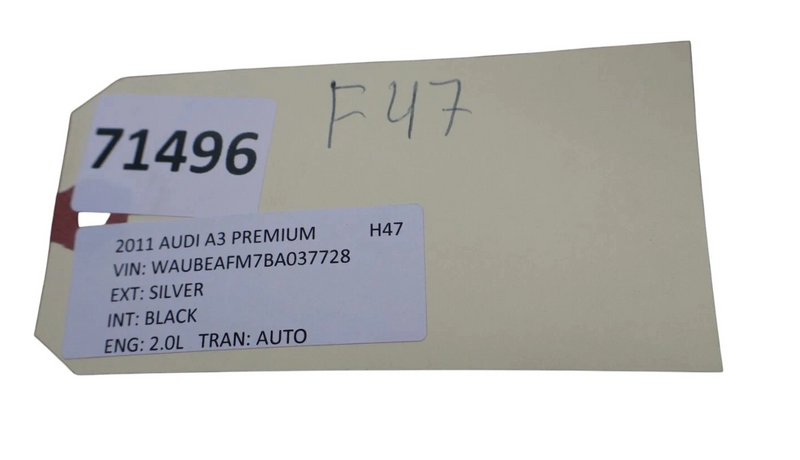 F47
71496
2011 AUDI A3 PREMIUM H47
VIN: WAUBEAFM7BA037728
EXT: SILVER
INT: BLACK
ENG: 2.0L TRAN: AUTO